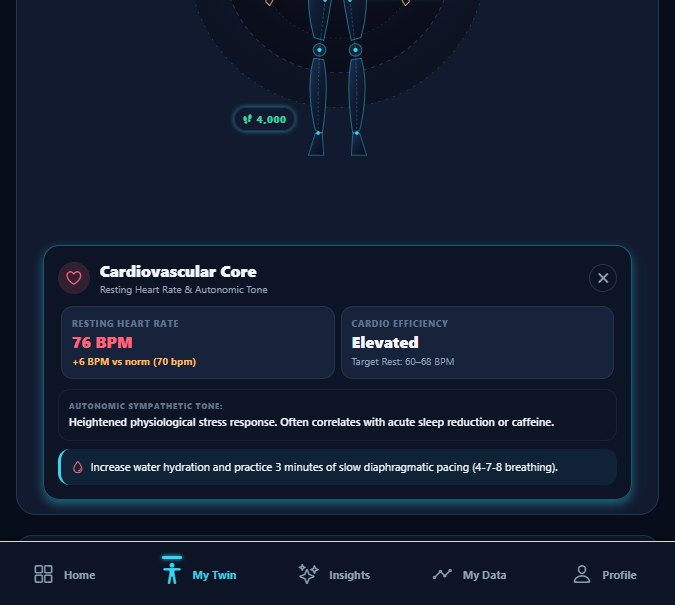 4,000
Cardiovascular Core
Resting Heart Rate & Autonomic Tone
RESTING HEART RATE
76 BPM
+6 BPM vs norm (70 bpm)
CARDIO EFFICIENCY
Elevated
Target Rest: 60–68 BPM
AUTONOMIC SYMPATHETIC TONE:
Heightened physiological stress response. Often correlates with acute sleep reduction or caffeine.
Increase water hydration and practice 3 minutes of slow diaphragmatic pacing (4-7-8 breathing).
Home
My Twin
Insights
My Data
Profile